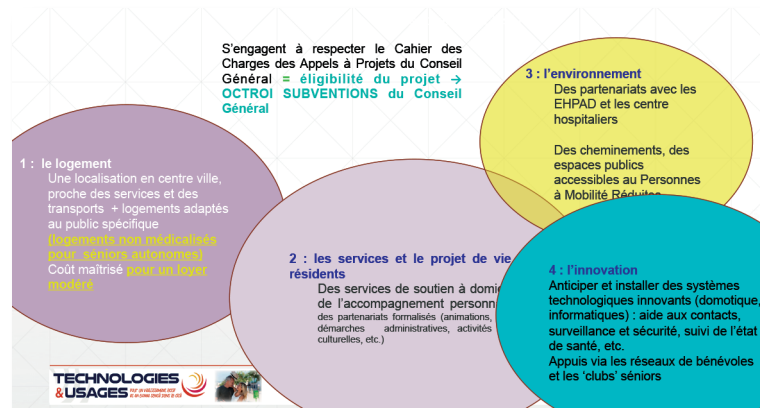 S'engagent à respecter le Cahier des
Charges des Appels à Projets du Conseil
Général = éligibilité du projet →
OCTROI SUBVENTIONS du Conseil
Général
1 : le logement
Une localisation en centre ville,
proche des services et des
transports + logements adaptés
au public spécifique
(logements non médicalisés
pour séniors autonomes)
Coût maîtrisé pour un loyer
modéré
2 : les services et le projet de vie
résidents
Des services de soutien à
de l'accompagnement
des partenariats formalisés (animations,
démarches administratives, activités
culturelles, etc.)
3 : l'environnement
Des partenariats avec les
EHPAD et les centre
hospitaliers
Des cheminements, des
espaces publics
accessibles au Personnes
à Mobilité Réduites
4 : l'innovation
Anticiper et installer des systèmes
technologiques innovants (domotique,
informatiques) : aide aux contacts,
surveillance et sécurité, suivi de l'état
de santé, etc.
Appuis via les réseaux de bénévoles
et les 'clubs' séniors
TECHNOLOGIES
&USAGES